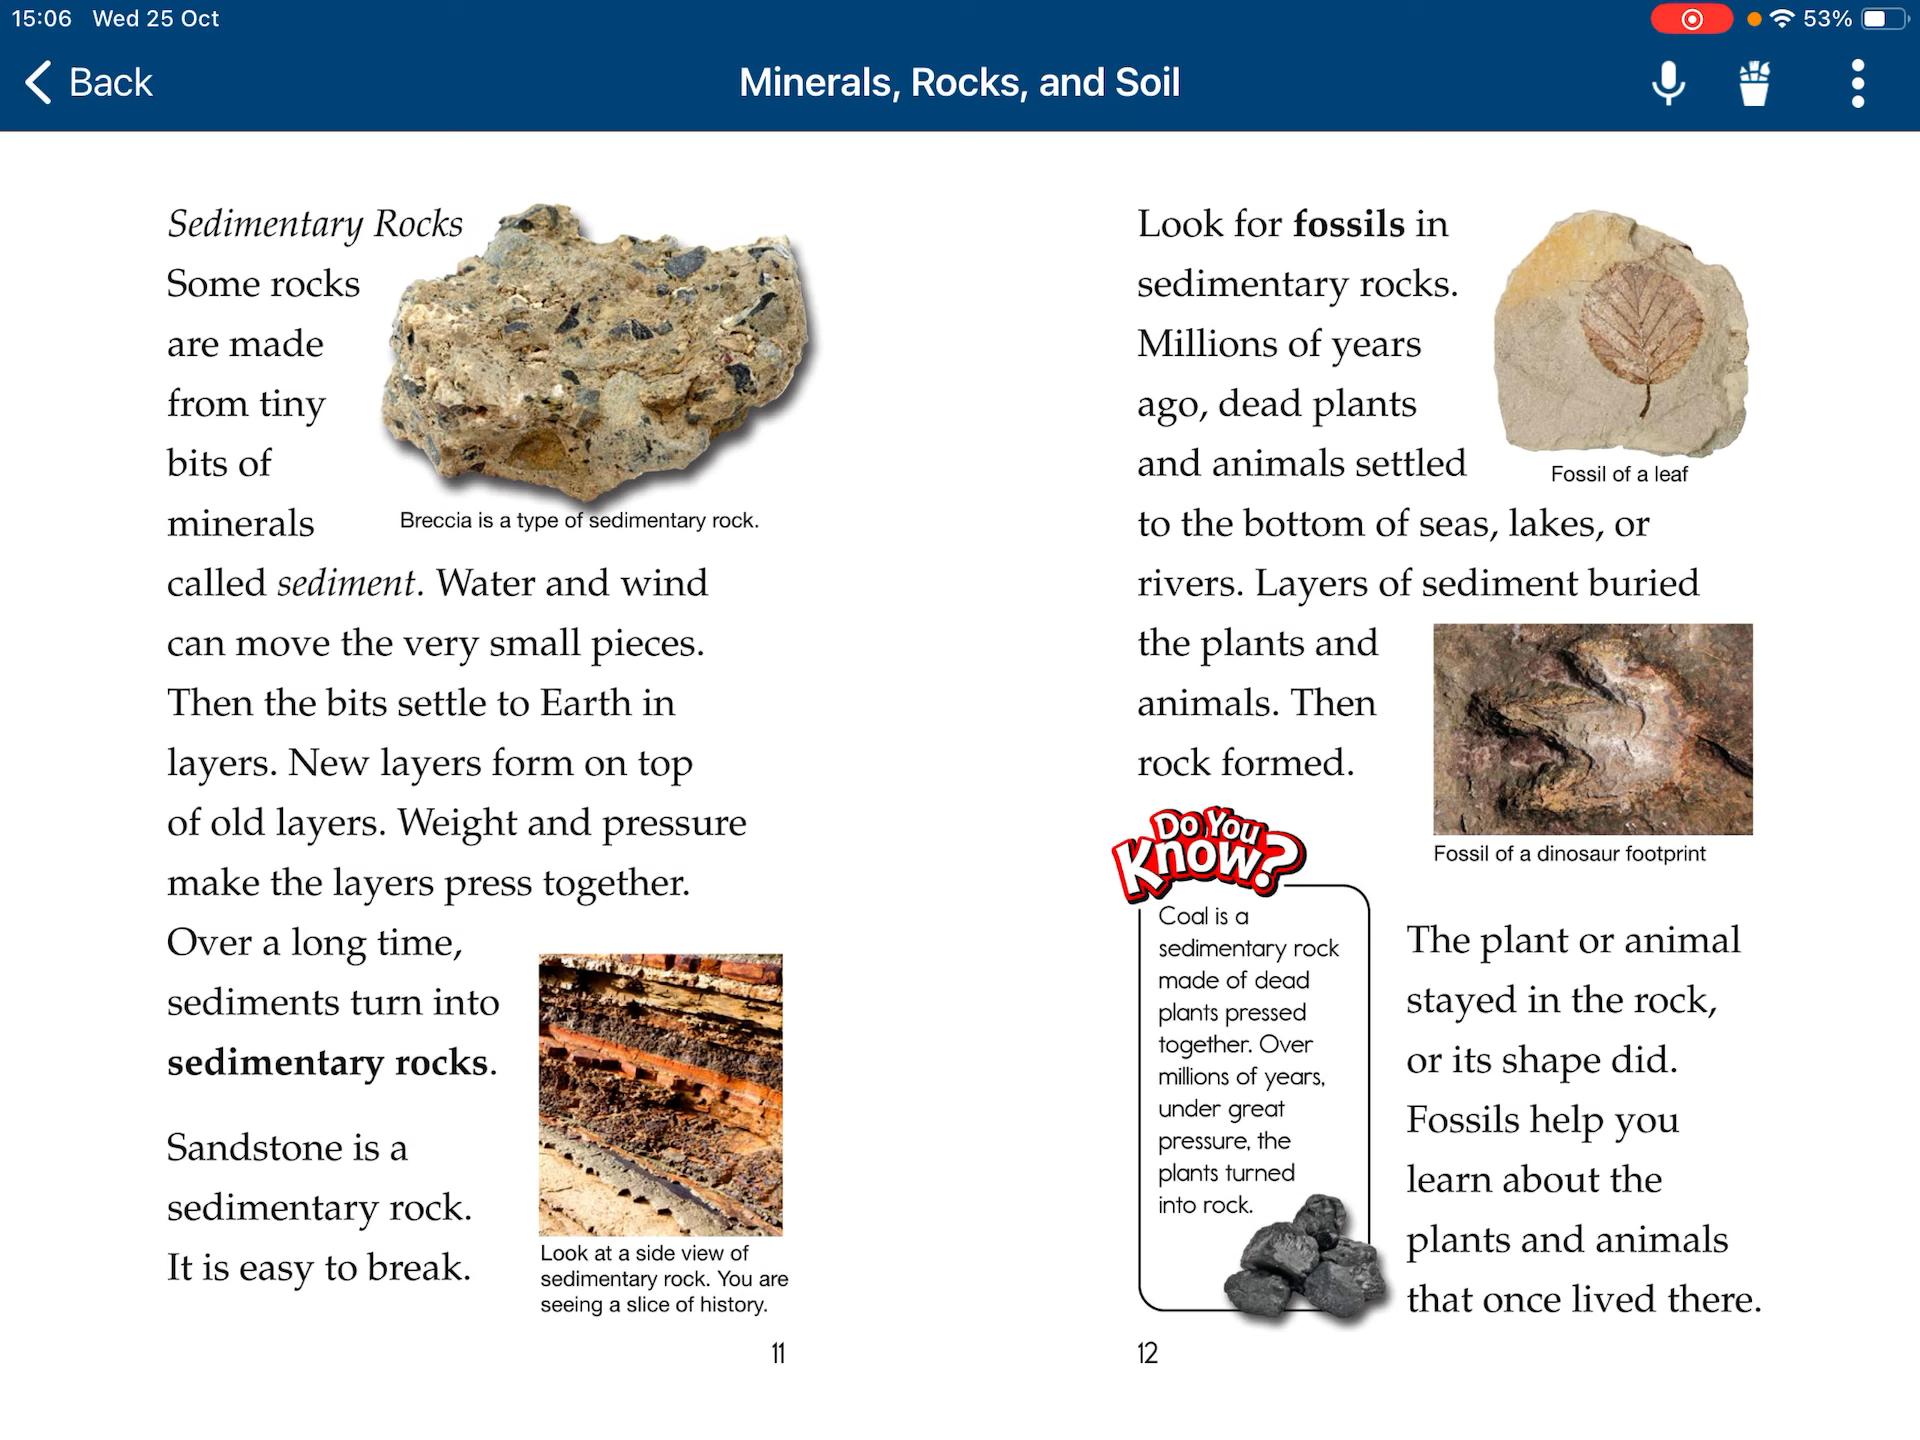 15:06 Wed 25 Oct
53%
Back
Minerals, Rocks, and Soil
Sedimentary Rocks
Some rocks
are made
from tiny
bits of
minerals
Breccia is a type of sedimentary rock.
called sediment. Water and wind
can move the very small pieces.
Then the bits settle to Earth in
layers. New layers form on top
of old layers. Weight and pressure
make the layers press together.
Over a long time,
sediments turn into
sedimentary rocks.
Sandstone is a
sedimentary rock.
It is easy to break.
Look at a side view of
sedimentary rock. You are
seeing a slice of history.
11
Look for fossils in
sedimentary rocks.
Millions of years
ago, dead plants
and animals settled
Fossil of a leaf
to the bottom of seas, lakes, or
rivers. Layers of sediment buried
the plants and
animals. Then
rock formed.
Fossil of a dinosaur footprint
Do You
Know?
Coal is a
sedimentary rock
made of dead
plants pressed
together. Over
millions of years,
under great
pressure, the
plants turned
into rock.
The plant or animal
stayed in the rock,
or its shape did.
Fossils help you
learn about the
plants and animals
that once lived there.
12